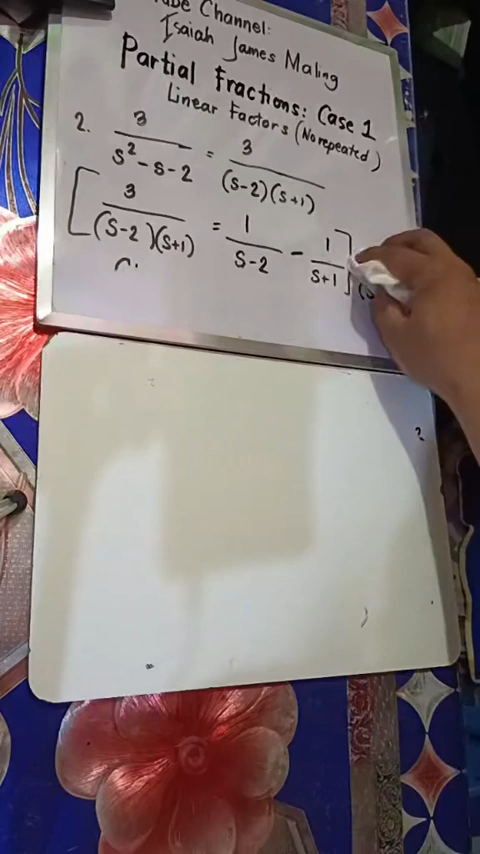 Channel:
Isaiah James Maling
Partial Fractions: Case 1
Linear Factors (No repeated)
2. 3/(s²-s-2) = 3/((s-2)(s+1))
[3/((s-2)(s+1)) = 1/(s-2) - 1/(s+1)]